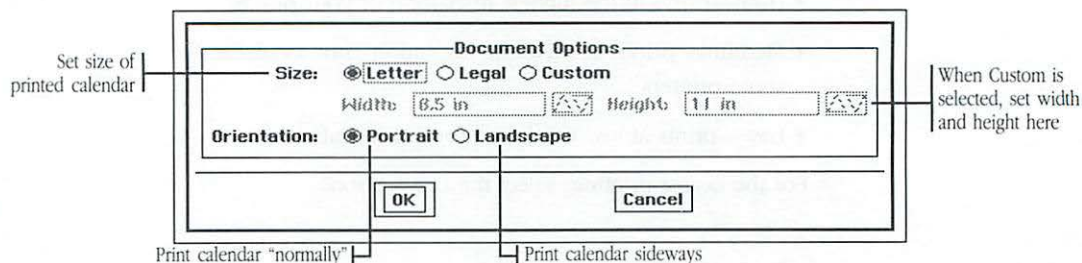 Document Options
Set size of
printed calendar
Size: Letter Legal Custom
Width: 8.5 in Height: 11 in
When Custom is
selected, set width
and height here
Orientation: Portrait Landscape
OK Cancel
Print calendar "normally" Print calendar sideways